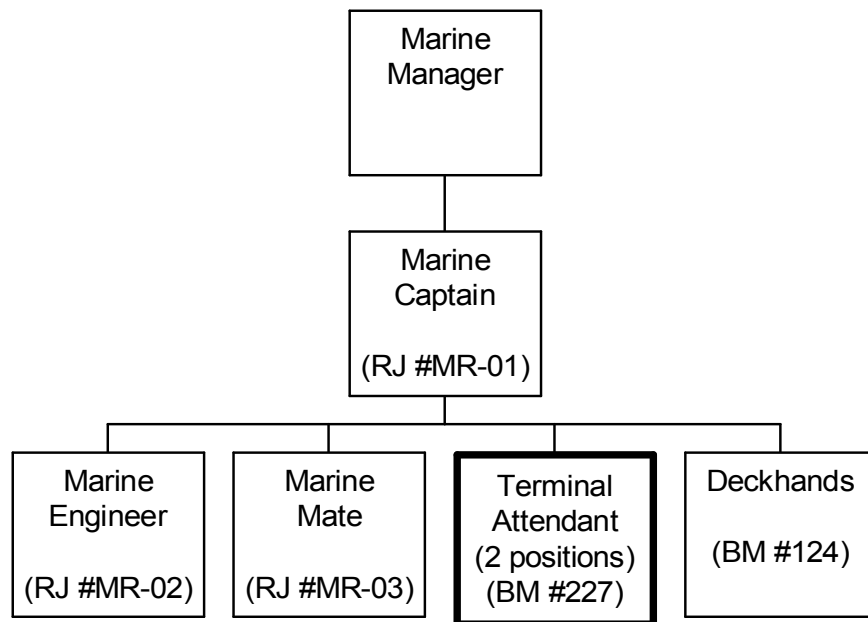 Marine
Manager
Marine
Captain
(RJ #MR-01)
Marine
Engineer
(RJ #MR-02)
Marine
Mate
(RJ #MR-03)
Terminal
Attendant
(2 positions)
(BM #227)
Deckhands
(BM #124)